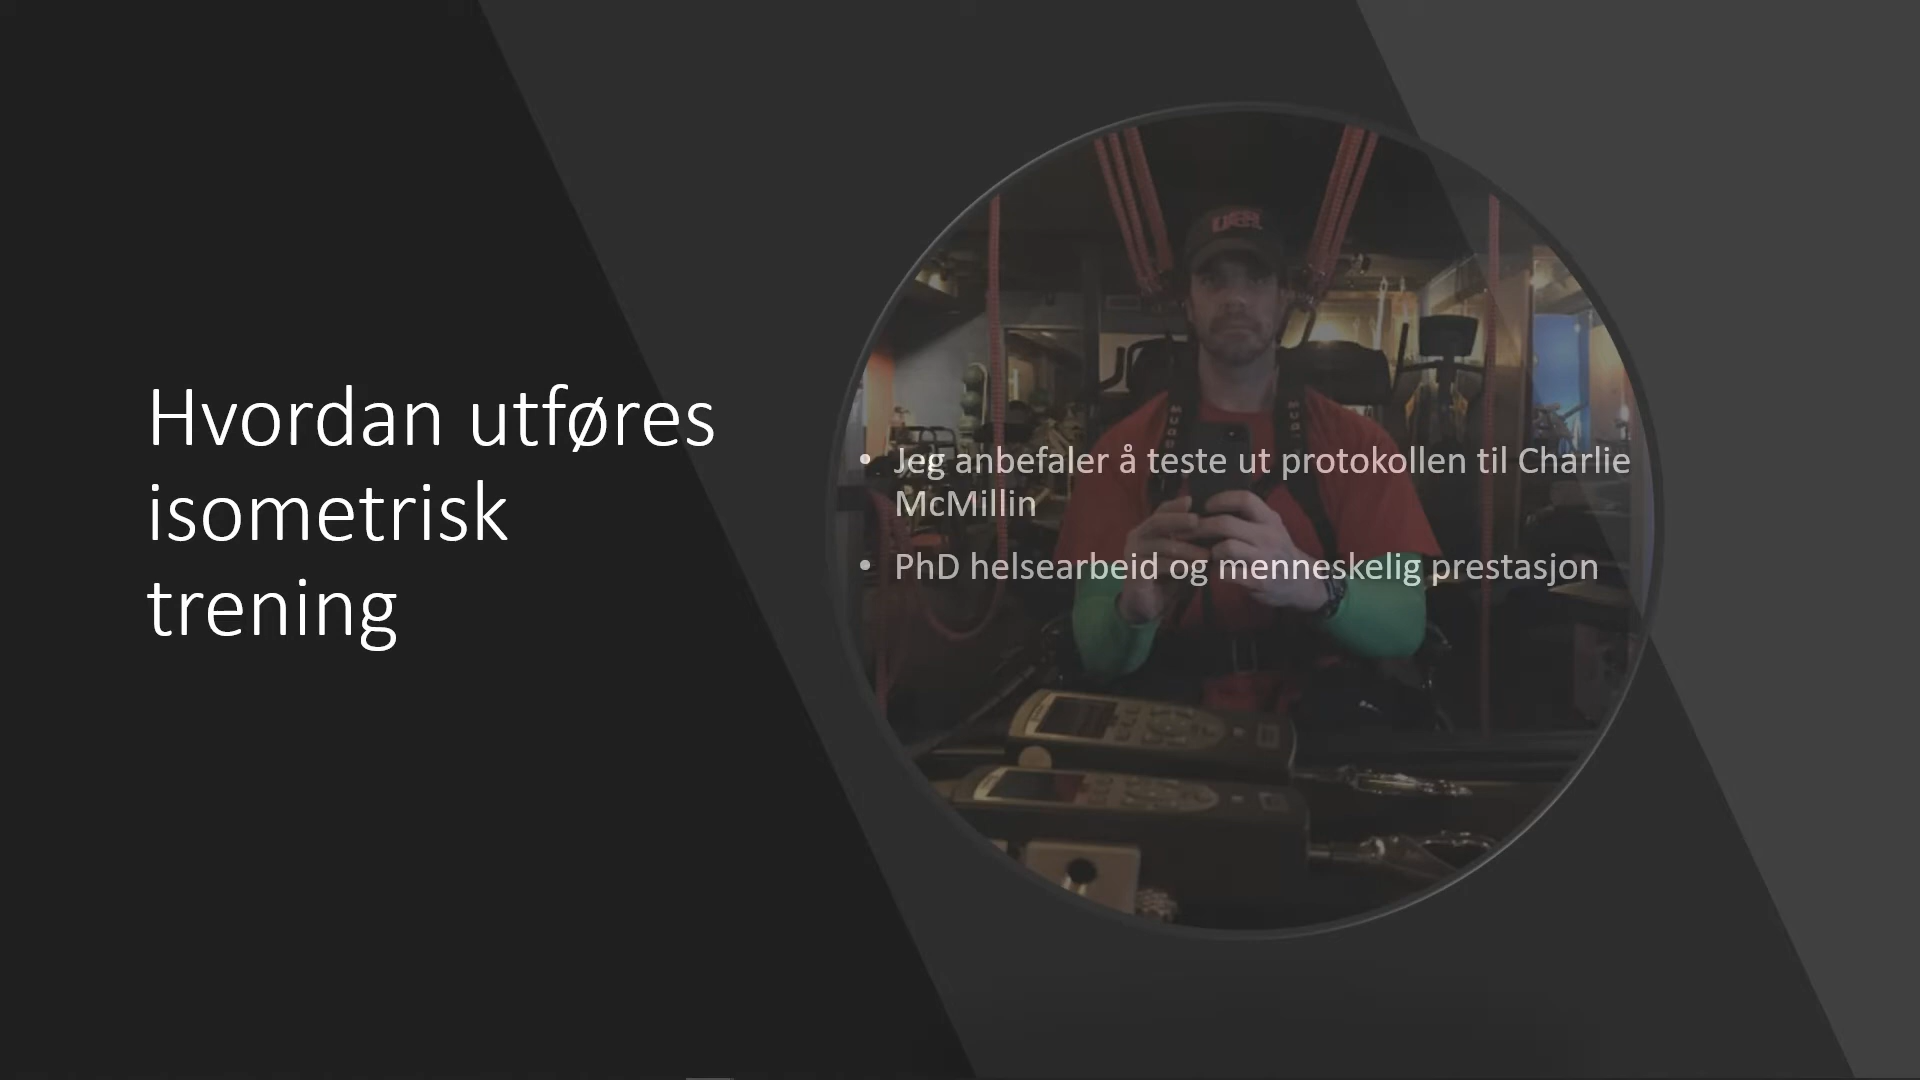 Hvordan utføres
isometrisk
trening
• Jeg anbefaler å teste ut protokollen til Charlie
McMillin
• PhD helsearbeid og menneskelig prestasjon